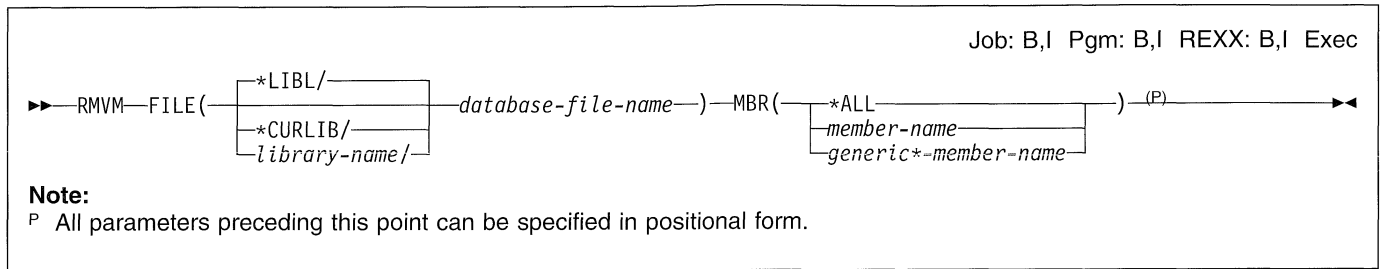 Job: B,I Pgm: B,I REXX: B,I Exec
*LIBL/
RMVM FILE( database-file-name ) MBR( *ALL ) (P)
*CURLIB/ member-name
library-name/ generic*-member-name
Note:
P All parameters preceding this point can be specified in positional form.